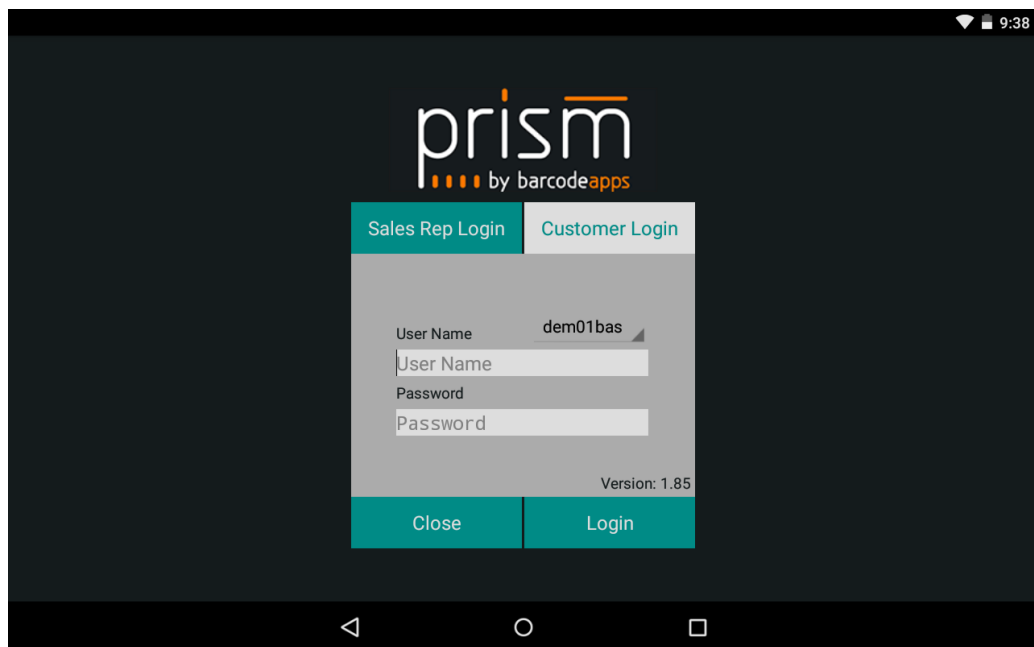 9:38
prism
by barcodeapps
Sales Rep Login Customer Login
User Name dem01bas
User Name
Password
Password
Version: 1.85
Close Login